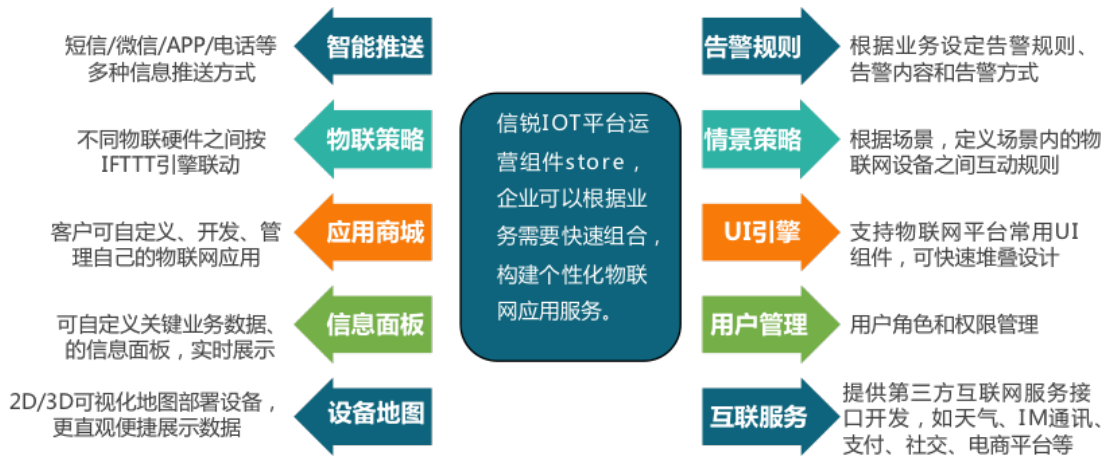 短信/微信/APP/电话等
多种信息推送方式
智能推送
不同物联硬件之间按
IFTTT引擎联动
物联策略
客户可自定义、开发、管
理自己的物联网应用
应用商城
可自定义关键业务数据、
的信息面板，实时展示
信息面板
2D/3D可视化地图部署设备，
更直观便捷展示数据
设备地图
信锐IOT平台运
营组件store，
企业可以根据业
务需要快速组合，
构建个性化物联
网应用服务。
告警规则
根据业务设定告警规则、
告警内容和告警方式
情景策略
根据场景，定义场景内的物
联网设备之间互动规则
UI引擎
支持物联网平台常用UI
组件，可快速堆叠设计
用户管理
用户角色和权限管理
互联服务
提供第三方互联网服务接
口开发，如天气、IM通讯、
支付、社交、电商平台等